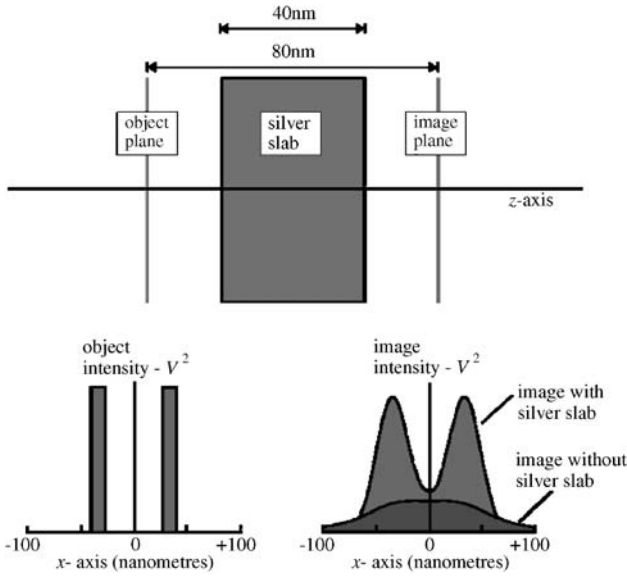 40nm
80nm
object
plane
silver
slab
image
plane
z-axis
object
intensity - V²
image
intensity - V²
image with
silver slab
image without
silver slab
-100 0 +100
x- axis (nanometres)
-100 0 +100
x- axis (nanometres)